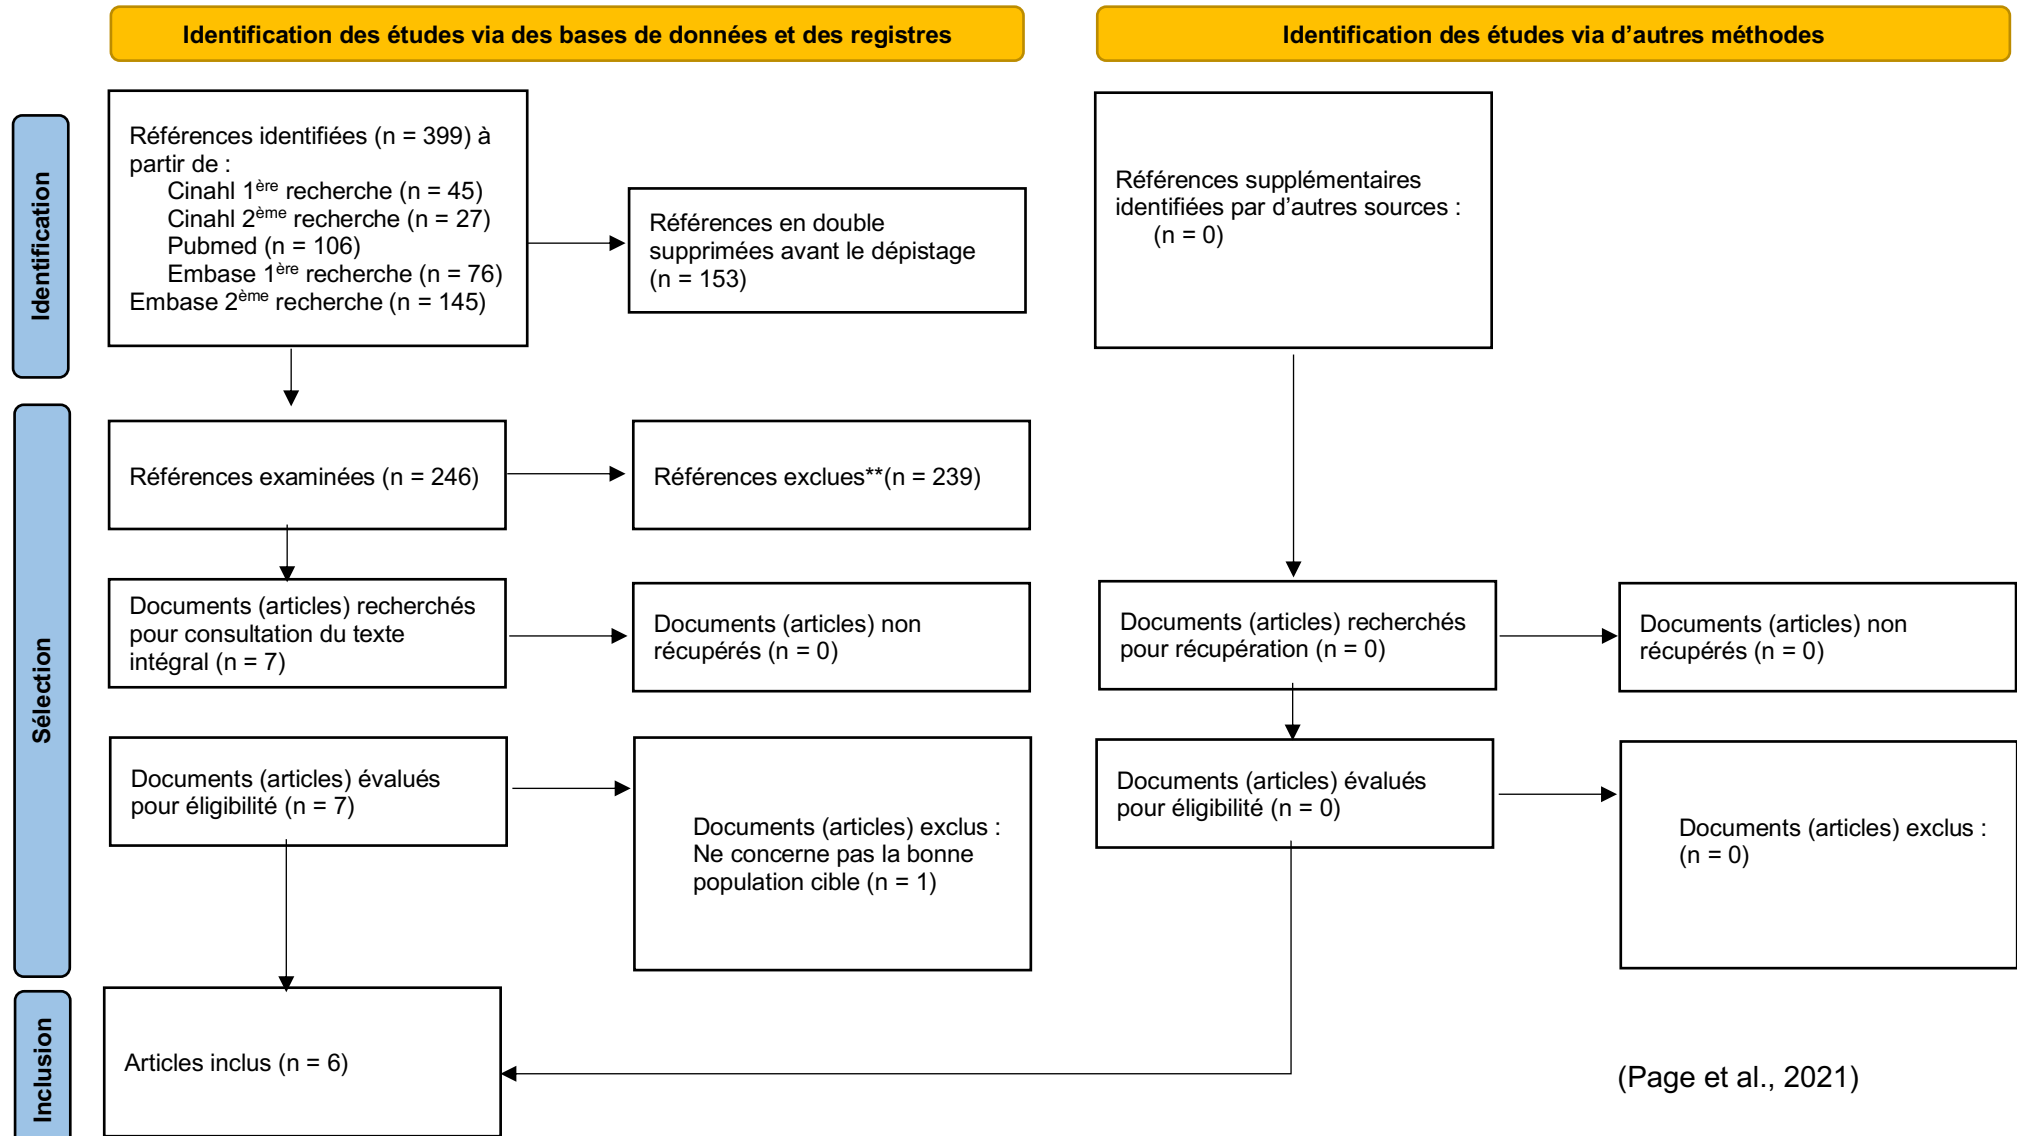 Identification des études via des bases de données et des registres
Identification des études via d’autres méthodes
Identification
Références identifiées (n = 399) à
partir de :
Cinahl 1ère recherche (n = 45)
Cinahl 2ème recherche (n = 27)
Pubmed (n = 106)
Embase 1ère recherche (n = 76)
Embase 2ème recherche (n = 145)
Références en double
supprimées avant le dépistage
(n = 153)
Références supplémentaires
identifiées par d’autres sources :
(n = 0)
Sélection
Références examinées (n = 246)
Références exclues**(n = 239)
Documents (articles) recherchés
pour consultation du texte
intégral (n = 7)
Documents (articles) non
récupérés (n = 0)
Documents (articles) recherchés
pour récupération (n = 0)
Documents (articles) non
récupérés (n = 0)
Documents (articles) évalués
pour éligibilité (n = 7)
Documents (articles) exclus :
Ne concerne pas la bonne
population cible (n = 1)
Documents (articles) évalués
pour éligibilité (n = 0)
Documents (articles) exclus :
(n = 0)
Inclusion
Articles inclus (n = 6)
(Page et al., 2021)